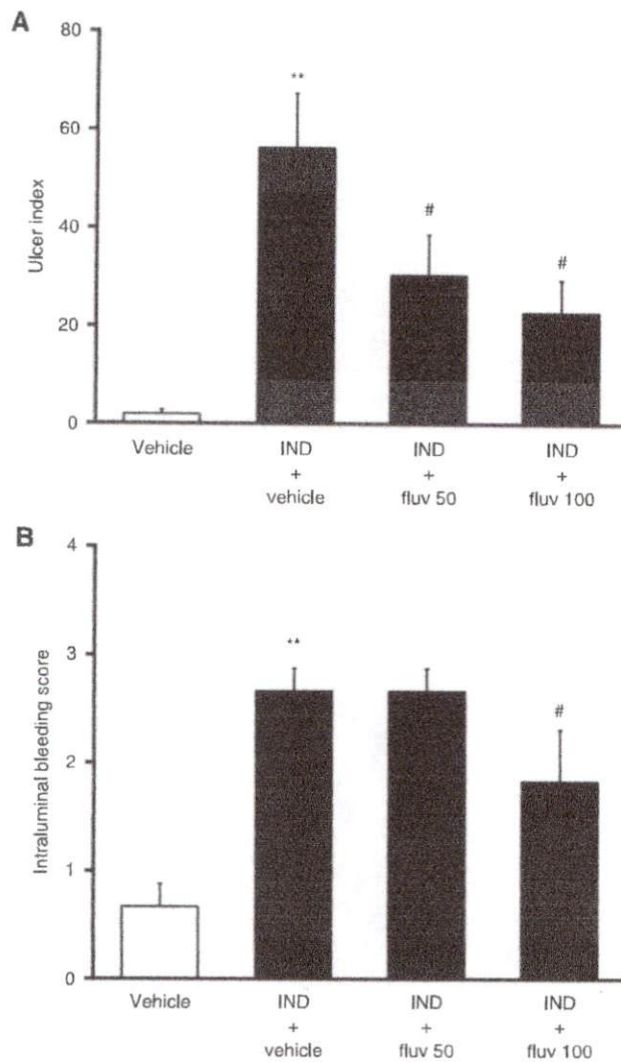 A
80
60
40
20
0
Ulcer index
**
#
#
Vehicle
IND
+
vehicle
IND
+
fluv 50
IND
+
fluv 100
B
4
3
2
1
0
Intraluminal bleeding score
**
#
Vehicle
IND
+
vehicle
IND
+
fluv 50
IND
+
fluv 100